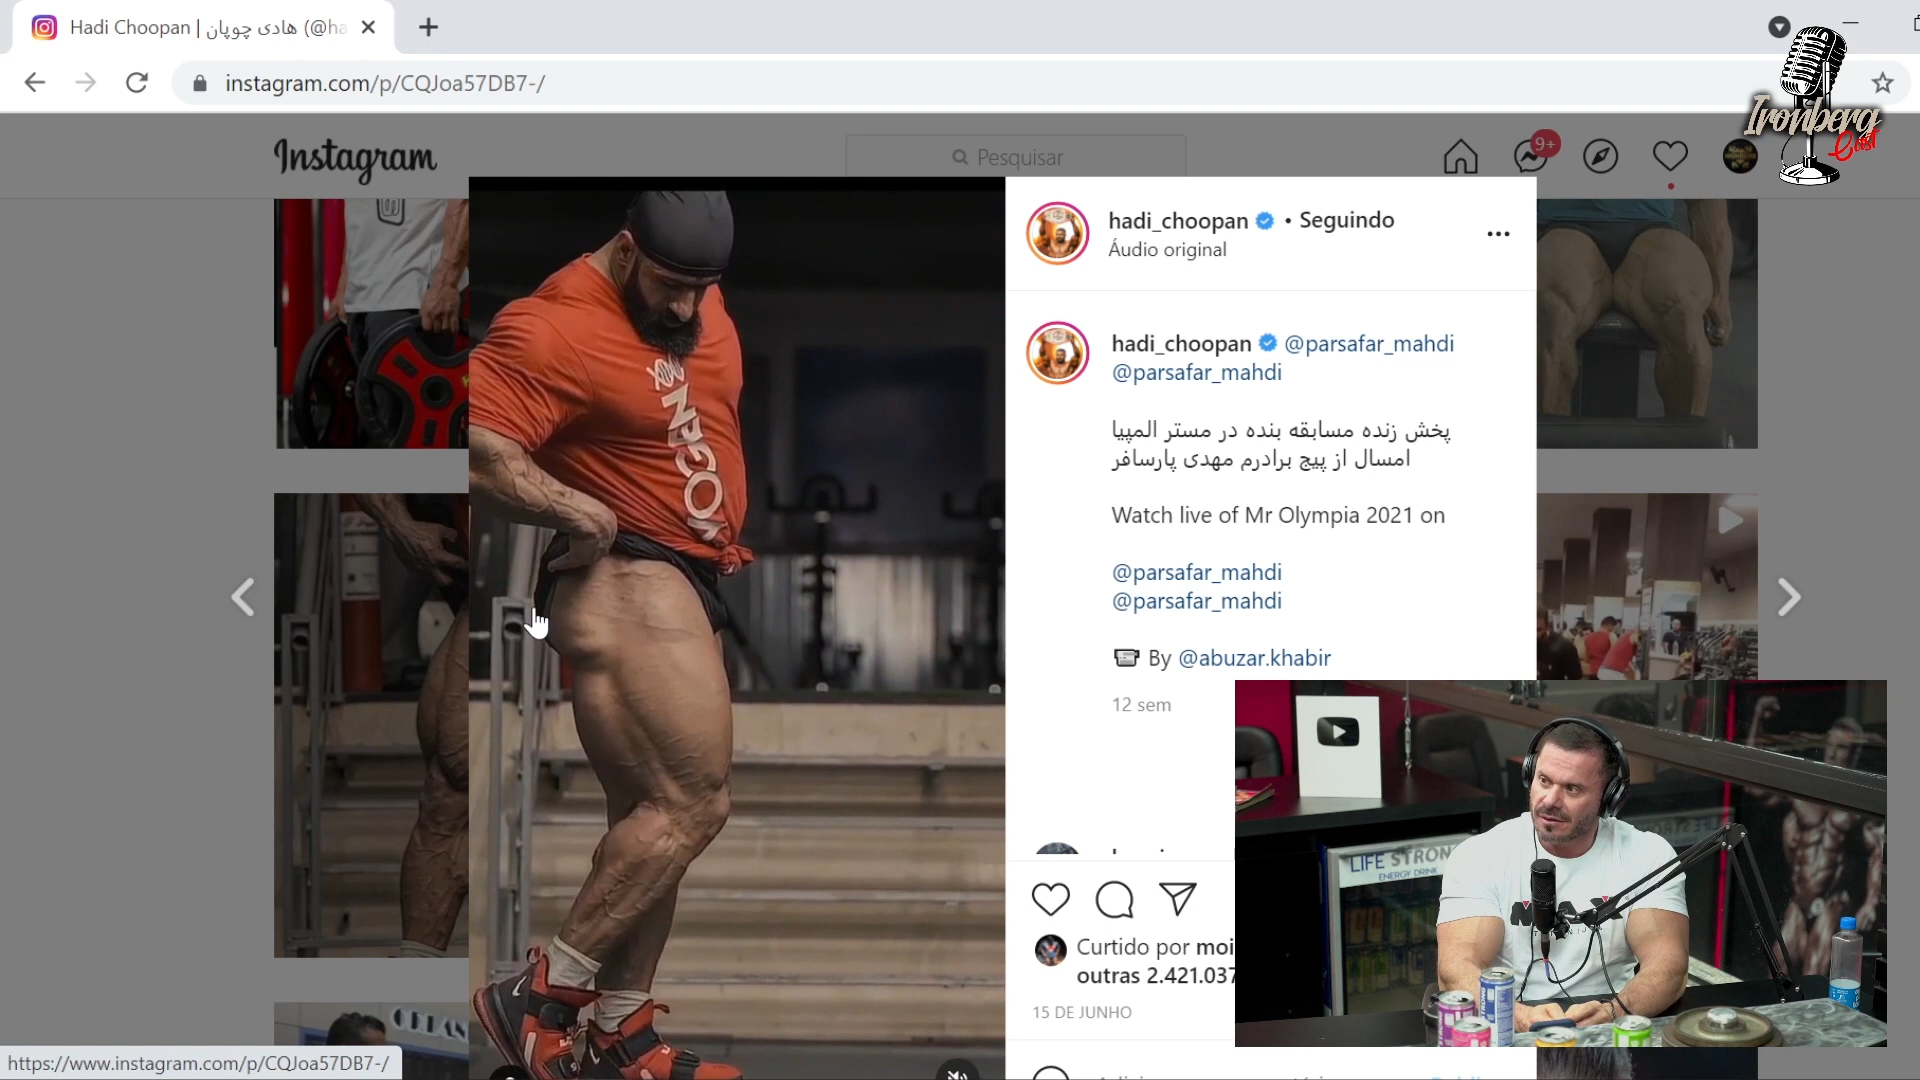 Hadi Choopan | هادی چوپان (@ha
instagram.com/p/CQJoa57DB7-/
Ironberg
Cast
Instagram
Pesquisar
9+
hadi_choopan • Seguindo
Áudio original
hadi_choopan @parsafar_mahdi
@parsafar_mahdi
پخش زنده مسابقه بنده در مستر المپیا
امسال از پیج برادرم مهدی پارسافر
Watch live of Mr Olympia 2021 on
@parsafar_mahdi
@parsafar_mahdi
By @abuzar.khabir
12 sem
Curtido por moi
outras 2.421.037
15 DE JUNHO
YOGEN
LIFE STRON
ENERGY DRINK
MAX
https://www.instagram.com/p/CQJoa57DB7-/